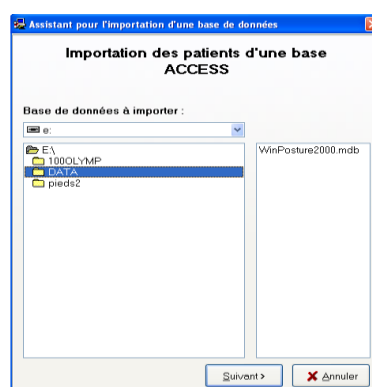 Assistant pour l'importation d'une base de données
Importation des patients d'une base
ACCESS
Base de données à importer :
e:
E:\
100OLYMP
DATA
pieds2
WinPosture2000.mdb
Suivant >
Annuler